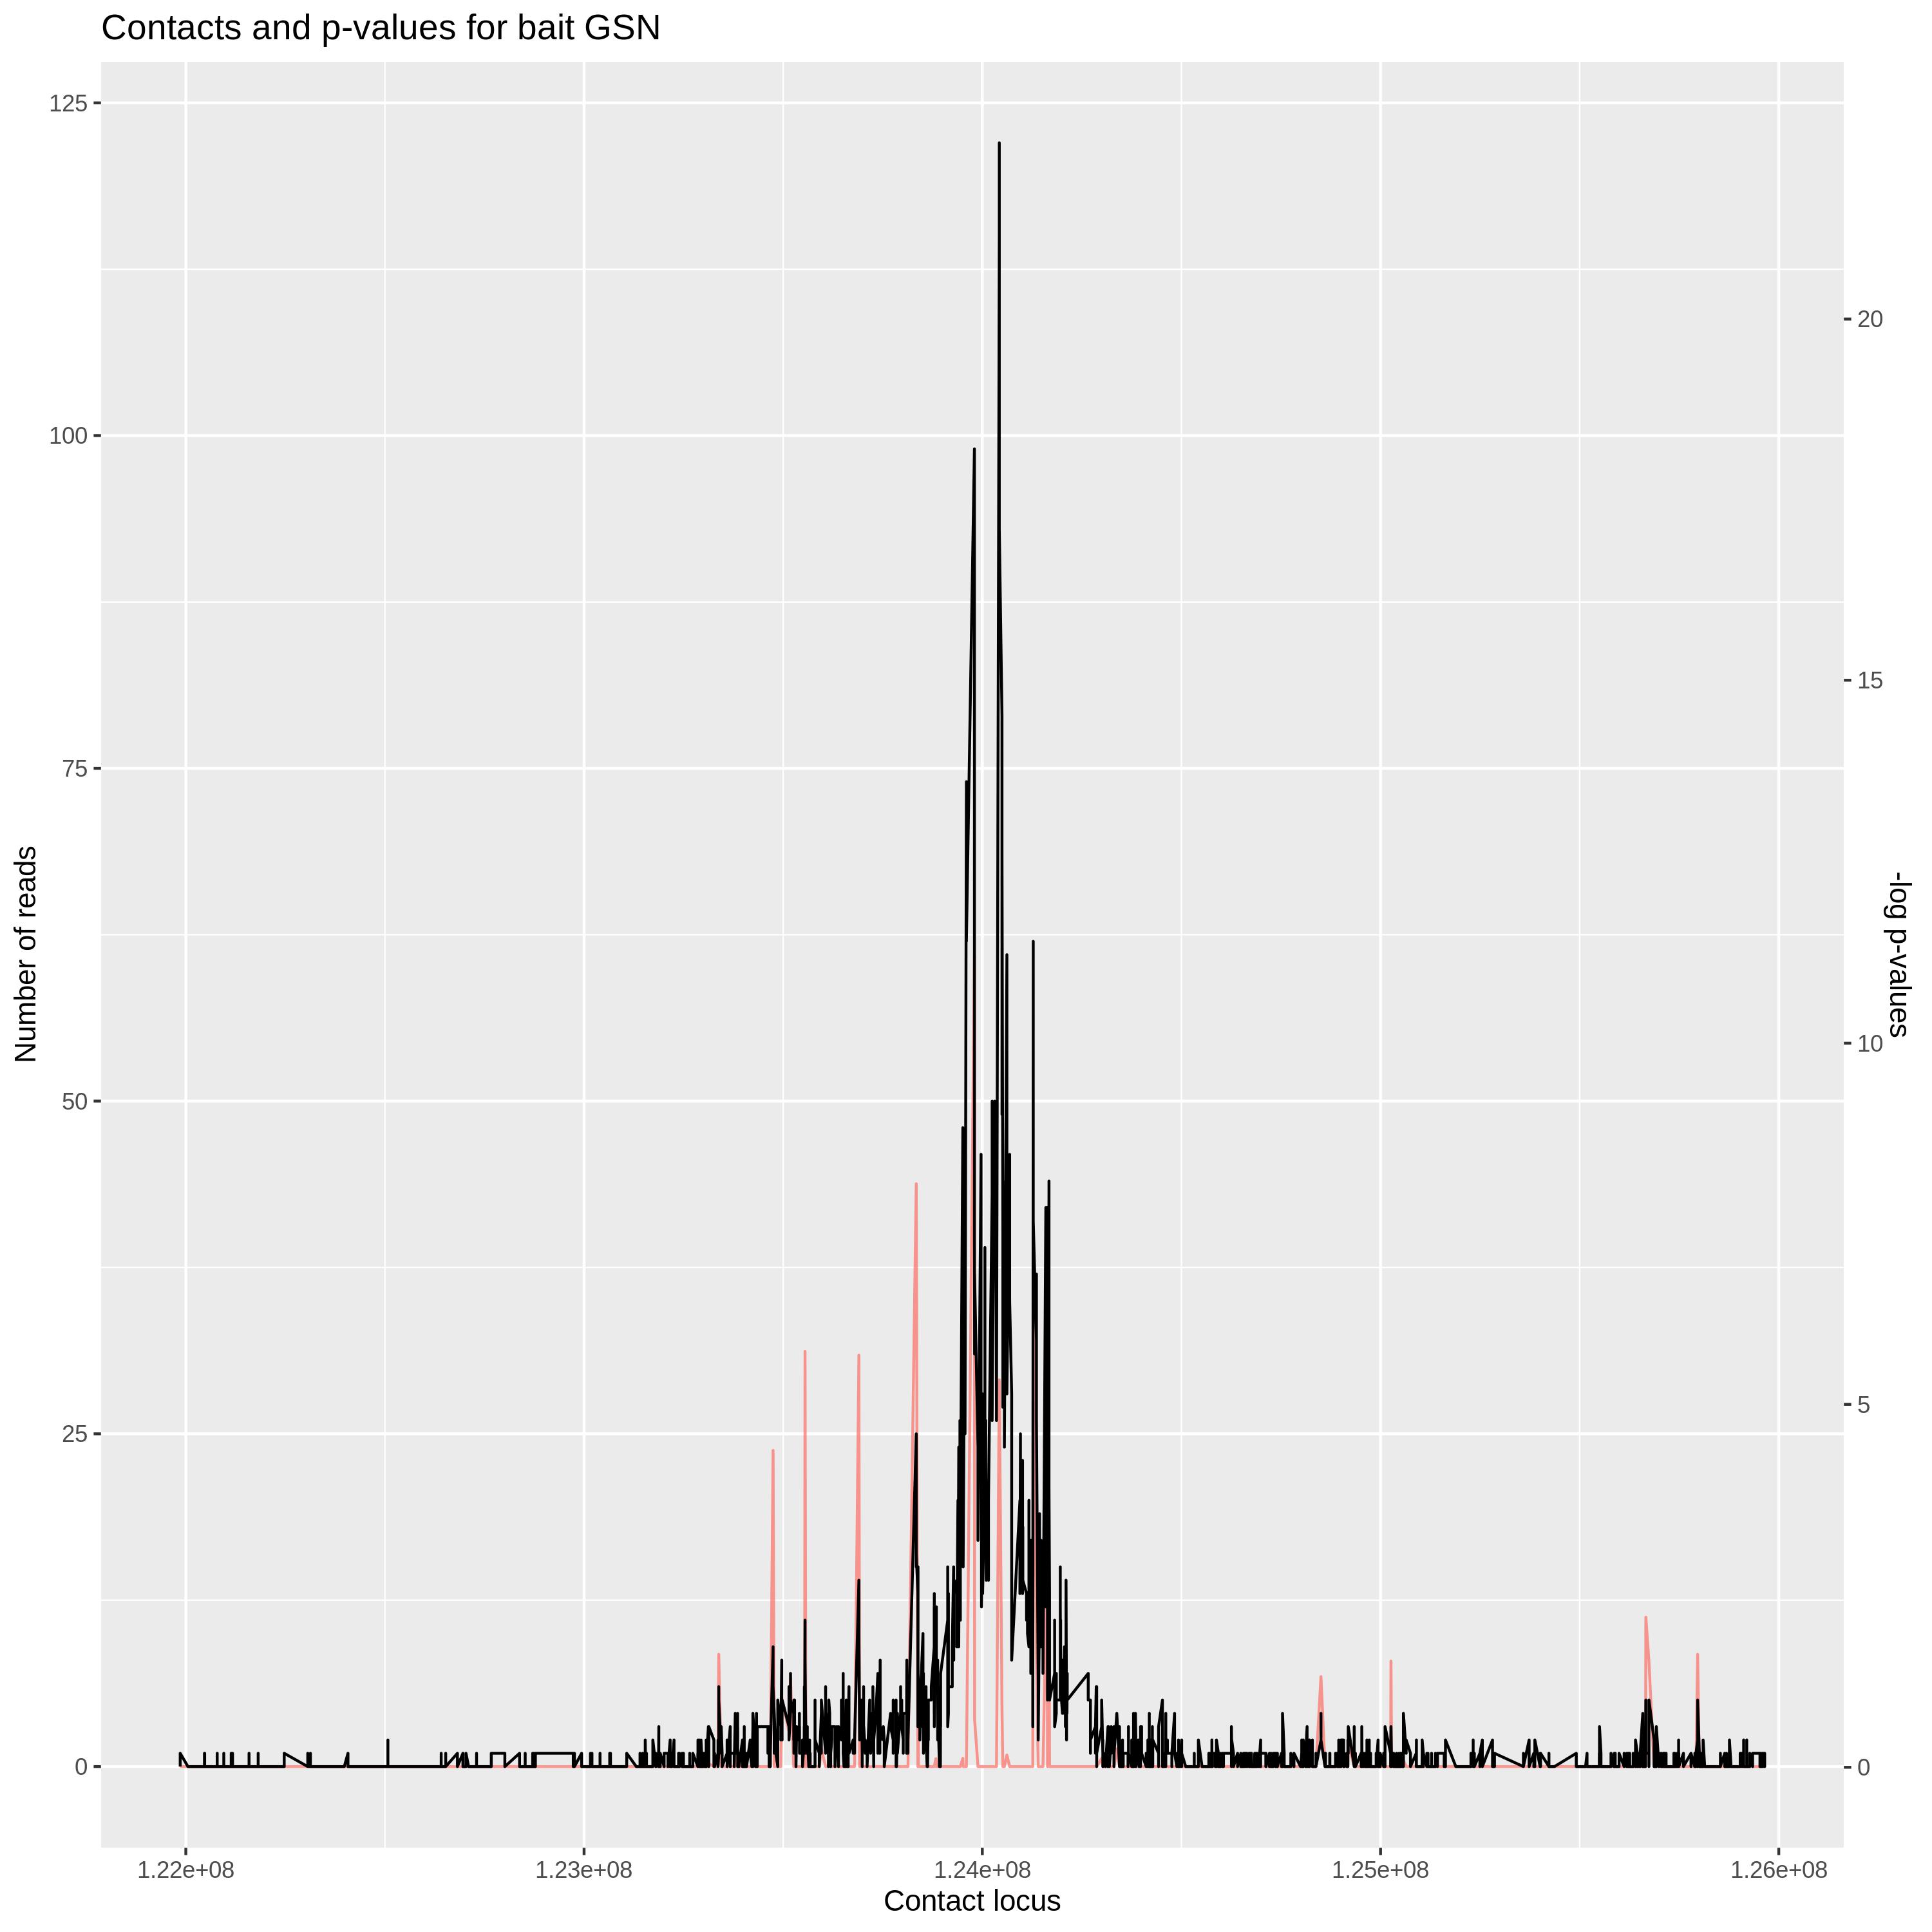 Contacts and p-values for bait GSN
125
100
75
50
25
0
Number of reads
20
15
10
5
0
-log p-values
1.22e+08 1.23e+08 1.24e+08 1.25e+08 1.26e+08
Contact locus